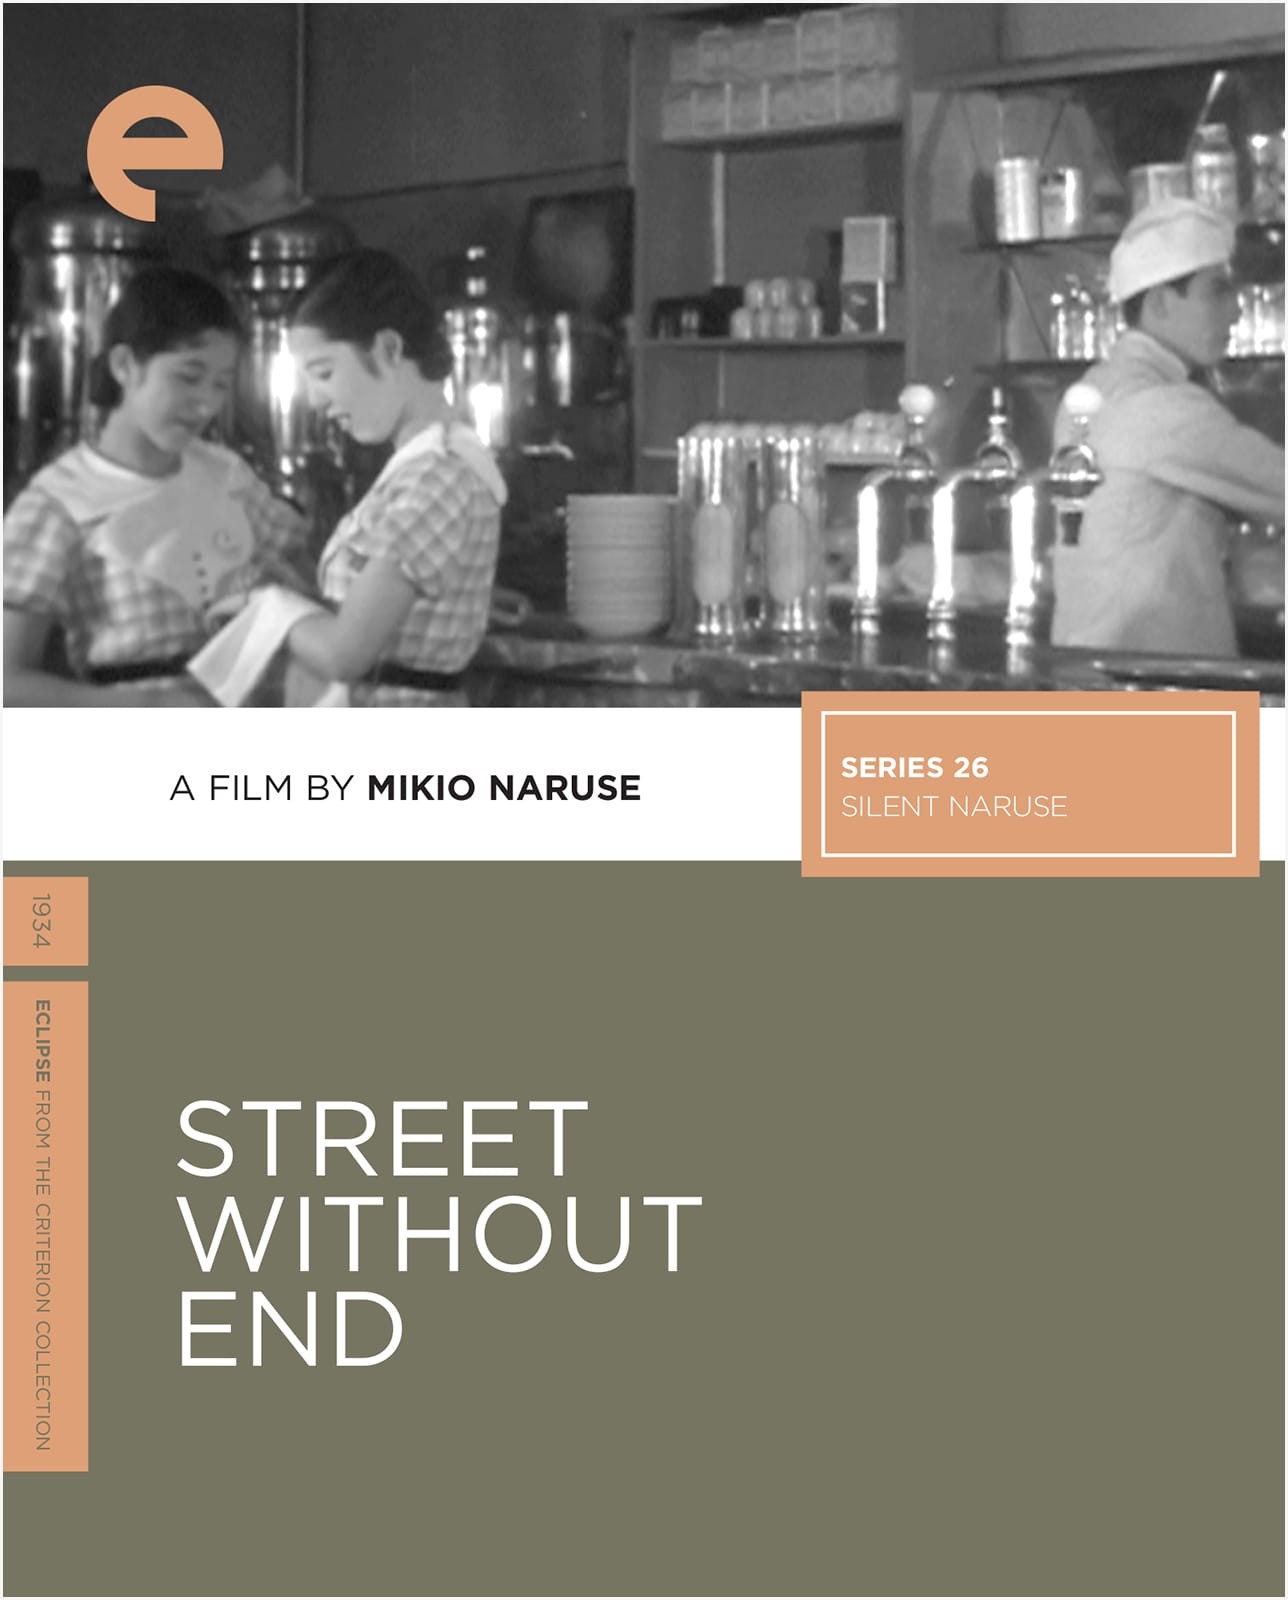 e
A FILM BY MIKIO NARUSE
SERIES 26
SILENT NARUSE
1934
ECLIPSE FROM THE CRITERION COLLECTION
STREET
WITHOUT
END